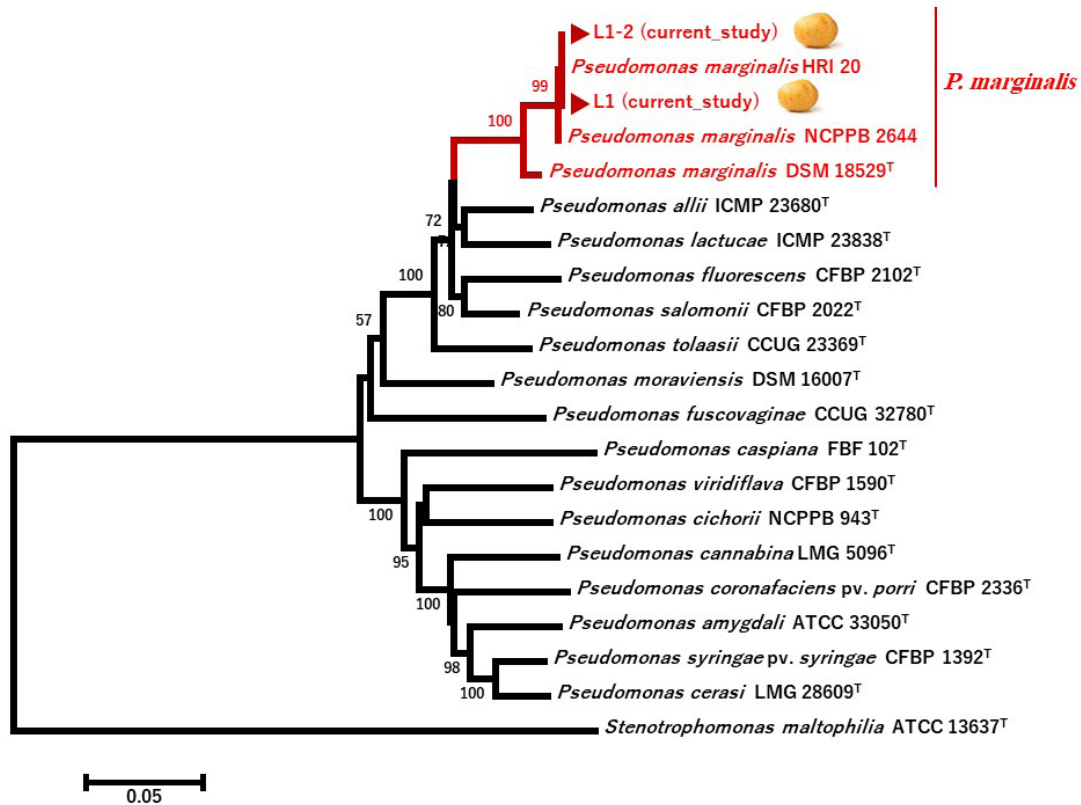 L1-2 (current_study)
Pseudomonas marginalis HRI 20
99
P. marginalis
L1 (current_study)
100
Pseudomonas marginalis NCPPB 2644
Pseudomonas marginalis DSM 18529ᵀ
Pseudomonas allii ICMP 23680ᵀ
72
Pseudomonas lactucae ICMP 23838ᵀ
100
Pseudomonas fluorescens CFBP 2102ᵀ
80
Pseudomonas salomonii CFBP 2022ᵀ
57
Pseudomonas tolaasii CCUG 23369ᵀ
Pseudomonas moraviensis DSM 16007ᵀ
Pseudomonas fuscovaginae CCUG 32780ᵀ
Pseudomonas caspiana FBF 102ᵀ
Pseudomonas viridiflava CFBP 1590ᵀ
100
Pseudomonas cichorii NCPPB 943ᵀ
95
Pseudomonas cannabina LMG 5096ᵀ
Pseudomonas coronafaciens pv. porri CFBP 2336ᵀ
100
Pseudomonas amygdali ATCC 33050ᵀ
98
Pseudomonas syringae pv. syringae CFBP 1392ᵀ
100
Pseudomonas cerasi LMG 28609ᵀ
Stenotrophomonas maltophilia ATCC 13637ᵀ
0.05